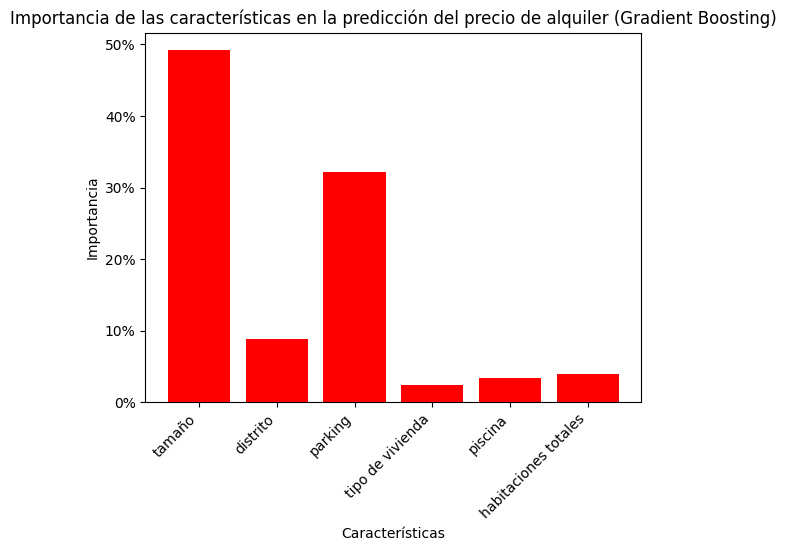 Importancia de las características en la predicción del precio de alquiler (Gradient Boosting)
50%
40%
30%
20%
10%
0%
Importancia
tamaño
distrito
parking
tipo de vivienda
piscina
habitaciones totales
Características